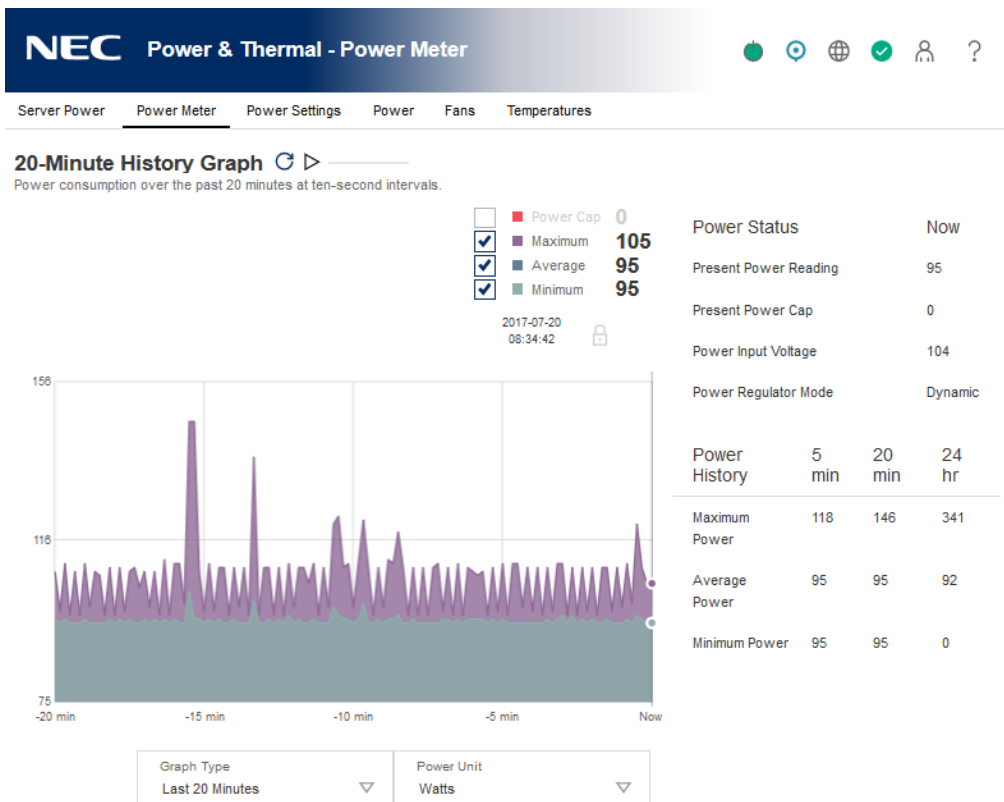 NEC Power & Thermal - Power Meter
Server Power Power Meter Power Settings Power Fans Temperatures
20-Minute History Graph
Power consumption over the past 20 minutes at ten-second intervals.
Power Cap 0
Maximum 105
Average 95
Minimum 95
2017-07-20
08:34:42
156
116
75
-20 min -15 min -10 min -5 min Now
Graph Type
Last 20 Minutes
Power Unit
Watts
Power Status Now
Present Power Reading 95
Present Power Cap 0
Power Input Voltage 104
Power Regulator Mode Dynamic
Power History 5 min 20 min 24 hr
Maximum Power 118 146 341
Average Power 95 95 92
Minimum Power 95 95 0